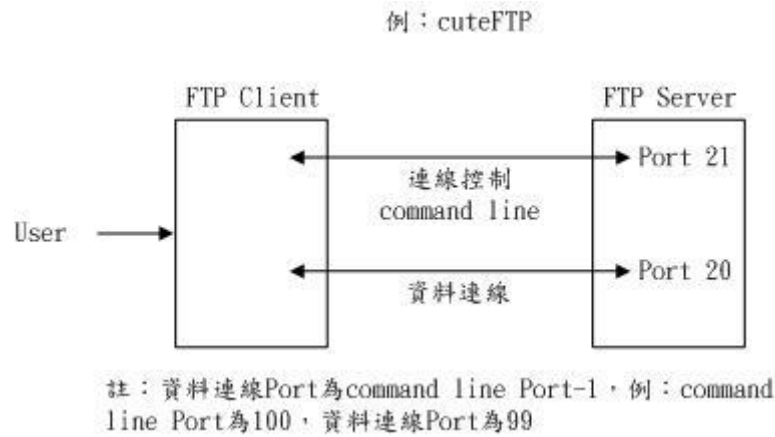 例：cuteFTP
FTP Client
FTP Server
Port 21
連線控制
command line
User
Port 20
資料連線
註：資料連線Port為command line Port-1，例：command
line Port為100，資料連線Port為99